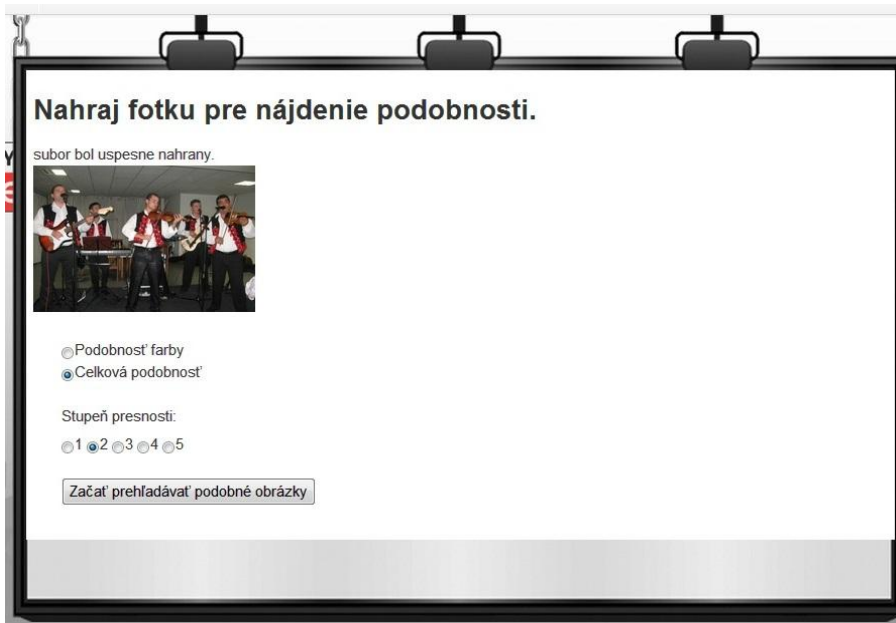 Nahraj fotku pre nájdenie podobnosti.
subor bol uspesne nahrany.
Podobnosť farby
Celková podobnosť
Stupeň presnosti:
1 2 3 4 5
Začať prehľadávať podobné obrázky